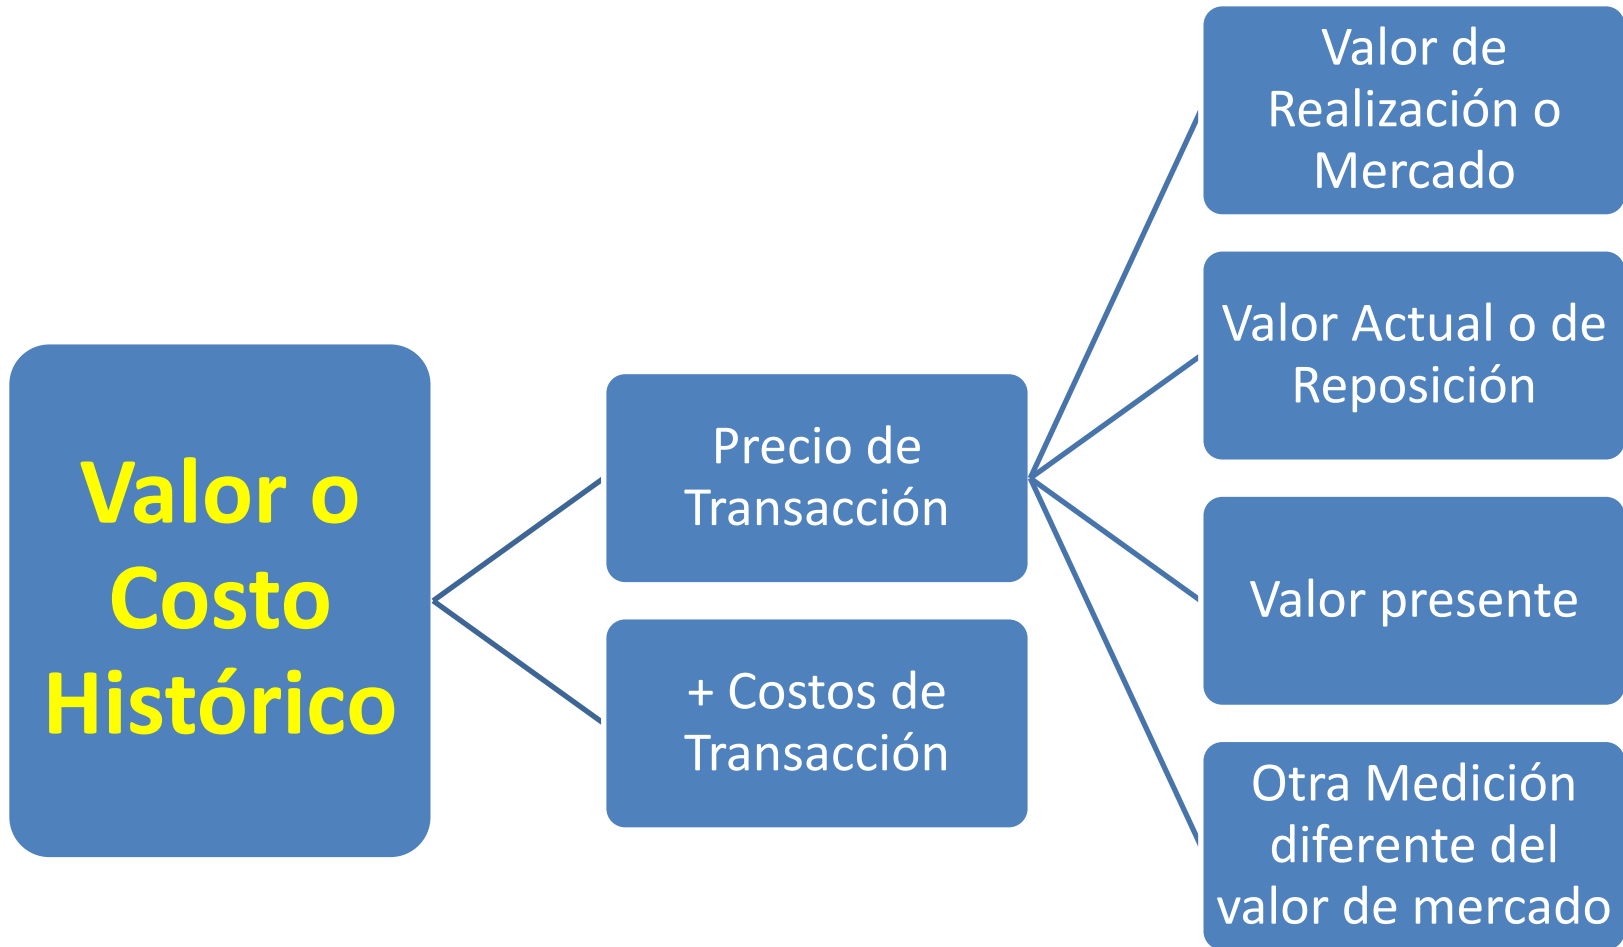 Valor o
Costo
Histórico
Precio de
Transacción
+ Costos de
Transacción
Valor de
Realización o
Mercado
Valor Actual o de
Reposición
Valor presente
Otra Medición
diferente del
valor de mercado